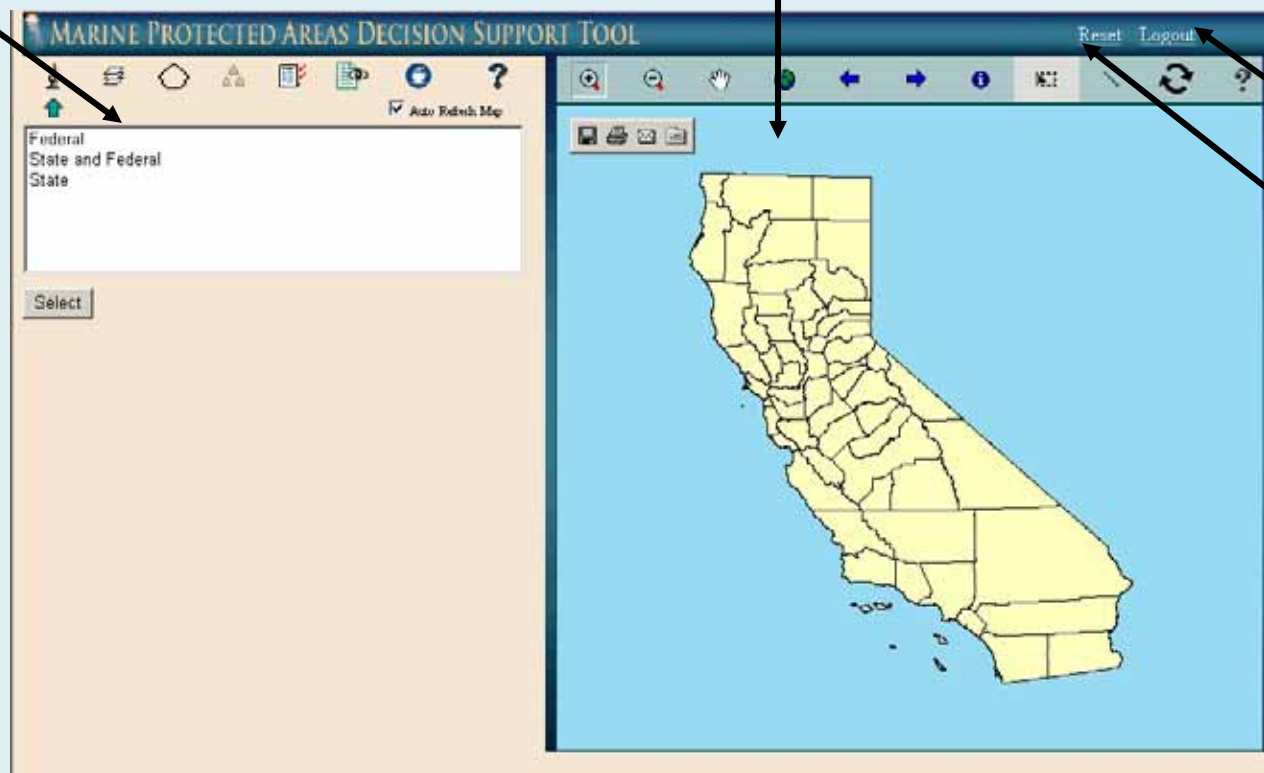 MARINE PROTECTED AREAS DECISION SUPPORT TOOL
Reset Logout
?
?
Auto Refresh Map
Federal
State and Federal
State
Select